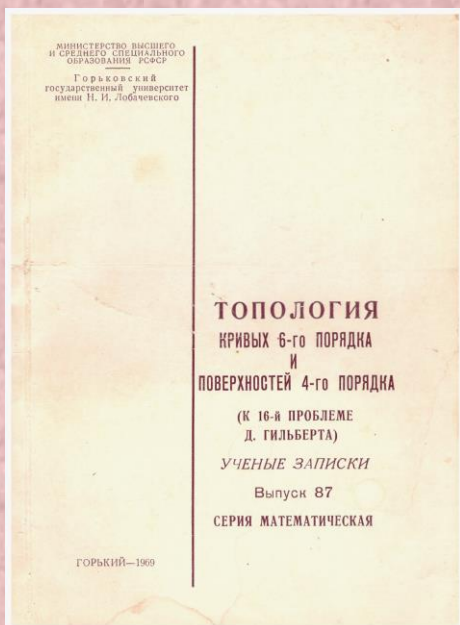 МИНИСТЕРСТВО ВЫСШЕГО
И СРЕДНЕГО СПЕЦИАЛЬНОГО
ОБРАЗОВАНИЯ РСФСР
Горьковский
государственный университет
имени Н. И. Лобачевского
ТОПОЛОГИЯ
КРИВЫХ 6-го ПОРЯДКА
И
ПОВЕРХНОСТЕЙ 4-го ПОРЯДКА
(К 16-й ПРОБЛЕМЕ
Д. ГИЛЬБЕРТА)
УЧЕНЫЕ ЗАПИСКИ
Выпуск 87
СЕРИЯ МАТЕМАТИЧЕСКАЯ
ГОРЬКИЙ—1969